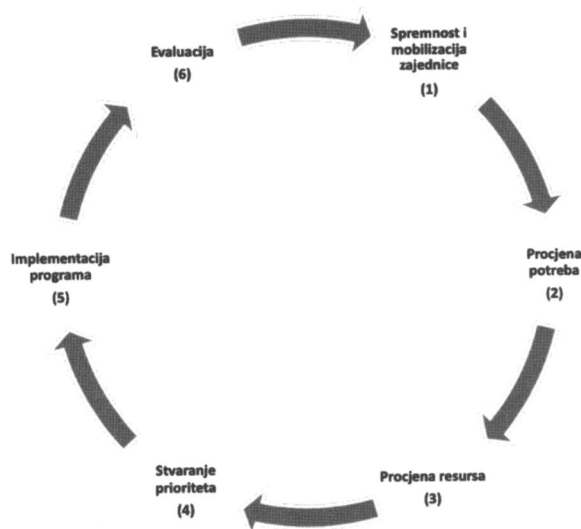 Spremnost i
mobilizacija
zajednice
(1)
Procjena
potreba
(2)
Procjena resursa
(3)
Stvaranje
prioriteta
(4)
Implementacija
programa
(5)
Evaluacija
(6)